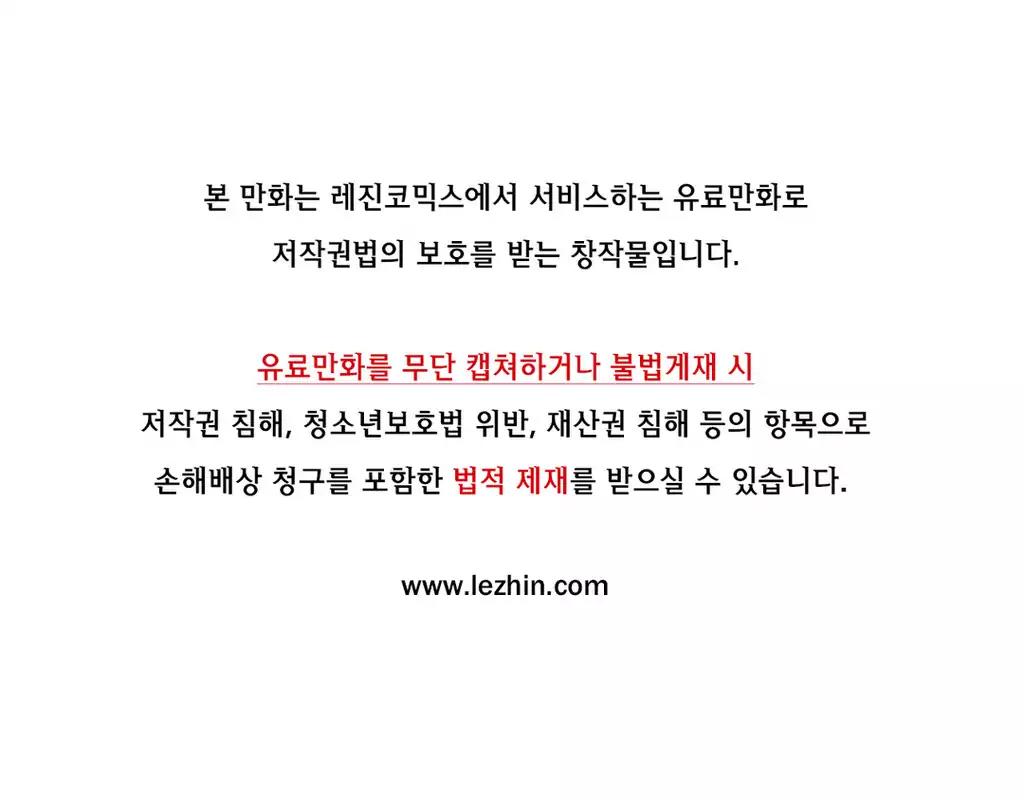 본 만화는 레진코믹스에서 서비스하는 유료만화로
저작권법의 보호를 받는 창작물입니다.
유료만화를 무단 캡쳐하거나 불법게재 시
저작권 침해, 청소년보호법 위반, 재산권 침해 등의 항목으로
손해배상 청구를 포함한 법적 제재를 받으실 수 있습니다.
www.lezhin.com